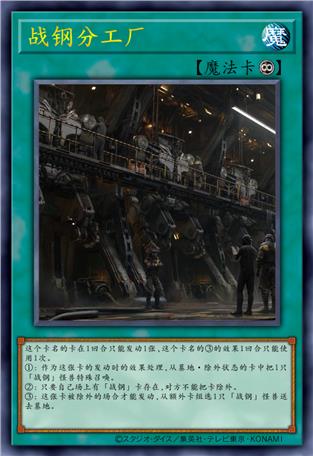 战钢分工厂
魔
【魔法卡】
这个卡名的卡在1回合只能发动1张,这个卡名的③的效果1回合只能使
用1次。
①:作为这张卡的发动时的效果处理,从墓地·除外状态的卡中把1只
「战钢」怪兽特殊召唤。
②:只要自己场上有「战钢」卡存在,对方不能把卡除外。
③:这张卡被除外的场合才能发动,从额外卡组选1只「战钢」怪兽送
去墓地。
©スタジオ・ダイス/集英社・テレビ東京・KONAMI